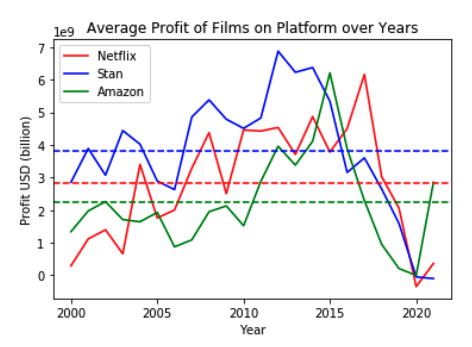 Average Profit of Films on Platform over Years
1e9
Netflix
Stan
Amazon
7
6
5
4
3
2
1
0
Profit USD (billion)
2000 2005 2010 2015 2020
Year